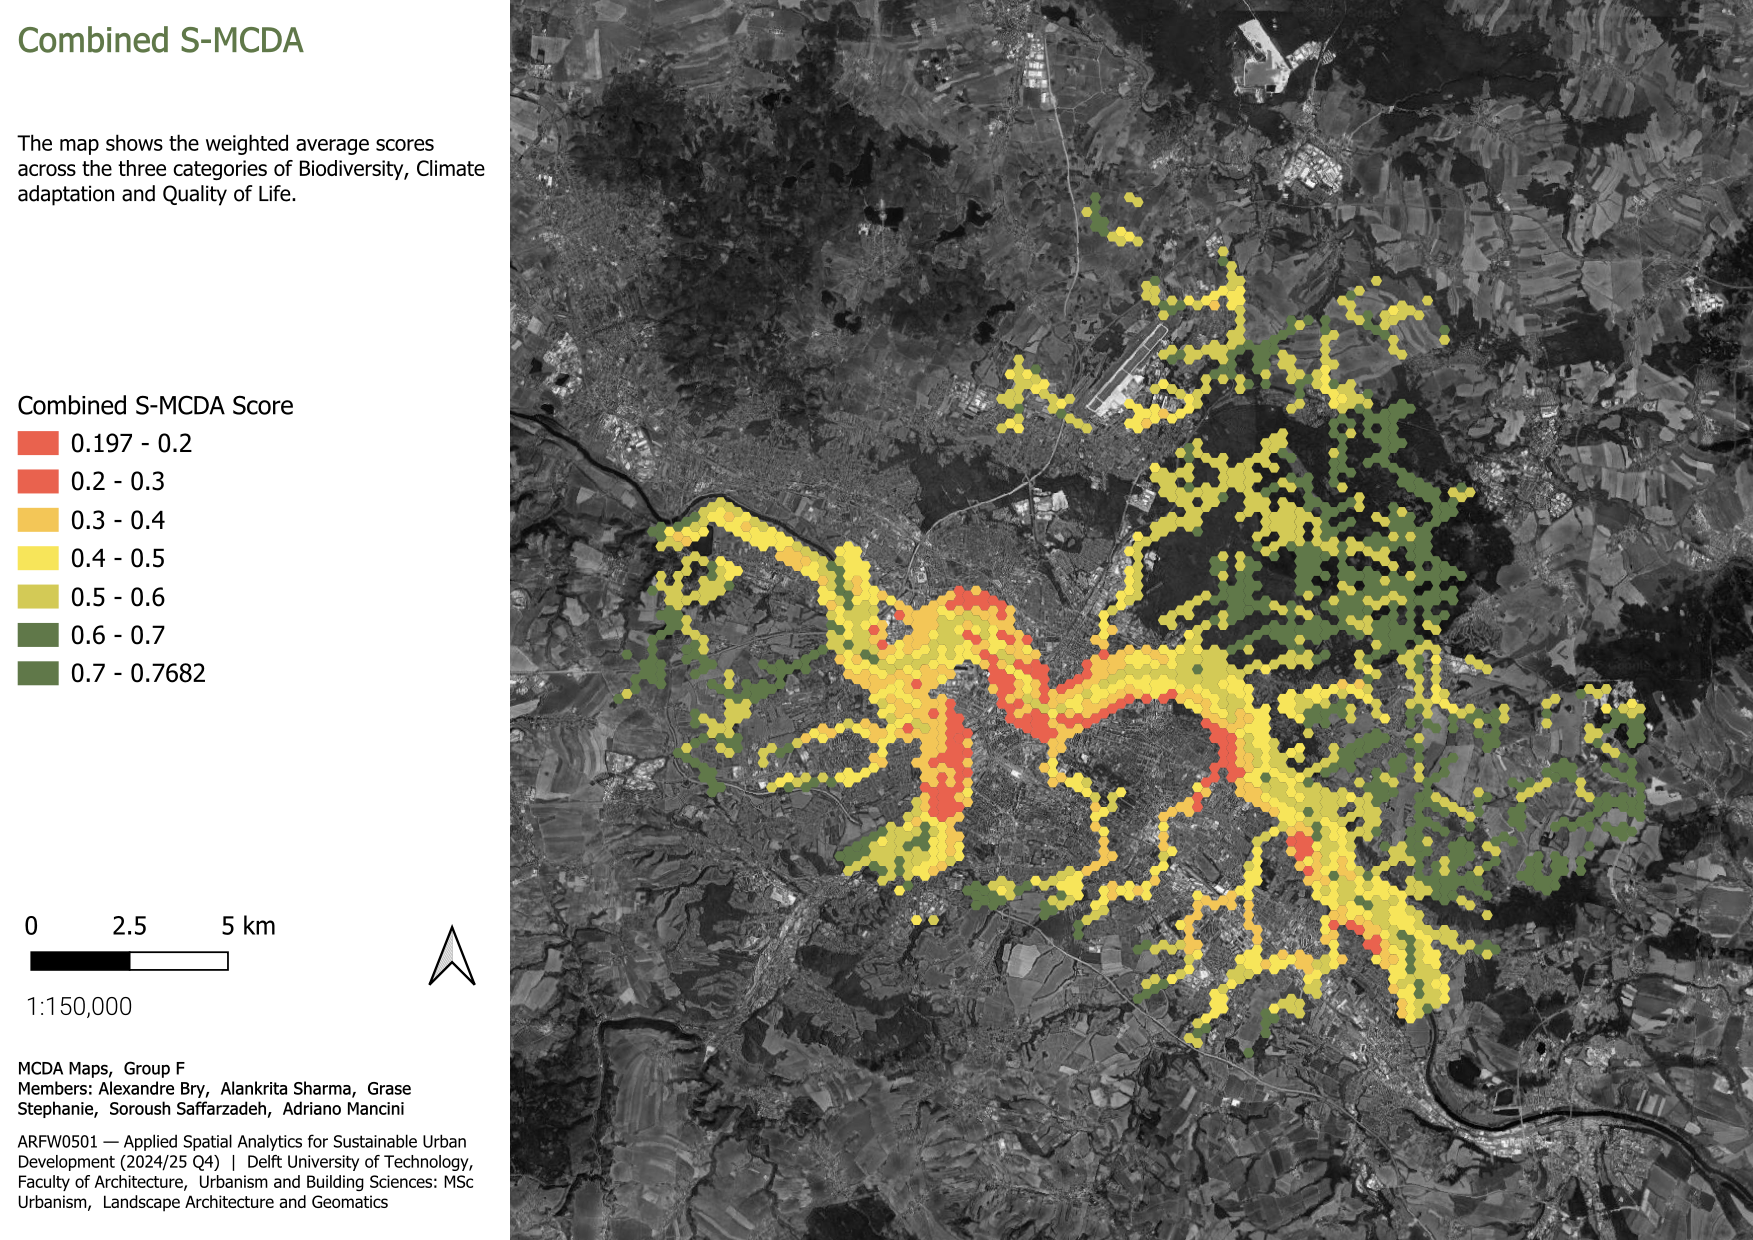 Combined S-MCDA
The map shows the weighted average scores
across the three categories of Biodiversity, Climate
adaptation and Quality of Life.
Combined S-MCDA Score
0.197 - 0.2
0.2 - 0.3
0.3 - 0.4
0.4 - 0.5
0.5 - 0.6
0.6 - 0.7
0.7 - 0.7682
0 2.5 5 km
1:150,000
MCDA Maps, Group F
Members: Alexandre Bry, Alankrita Sharma, Grase
Stephanie, Soroush Saffarzadeh, Adriano Mancini
ARFW0501 — Applied Spatial Analytics for Sustainable Urban
Development (2024/25 Q4) | Delft University of Technology,
Faculty of Architecture, Urbanism and Building Sciences: MSc
Urbanism, Landscape Architecture and Geomatics